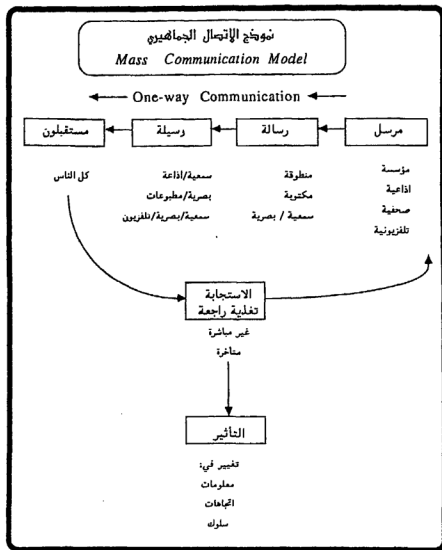 نموذج الإتصال الجماهيري
Mass Communication Model
One-way Communication
مرسل
رسالة
وسيلة
مستقبلون
مؤسسة
اذاعية
صحفية
تلفزيونية
منطوقة
مكتوبة
سمعية / بصرية
سمعية/اذاعة
بصرية/مطبوعات
سمعية/بصرية/تلفزيون
كل الناس
الاستجابة
تغذية راجعة
غير مباشرة
متأخرة
التأثير
تغيير في:
معلومات
اتجاهات
سلوك